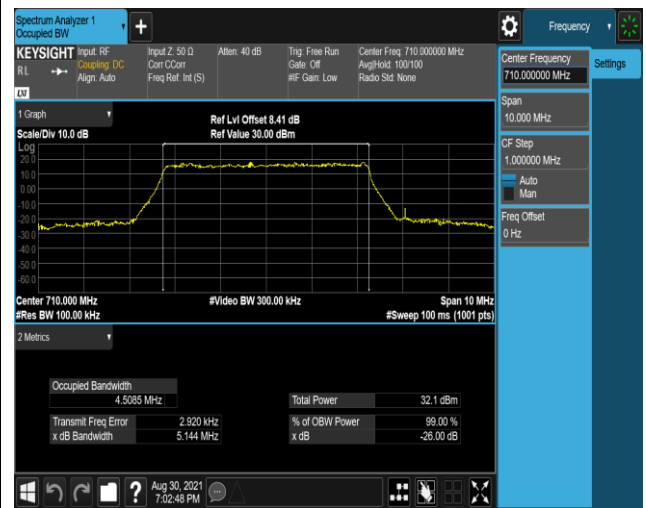 Spectrum Analyzer 1
Occupied BW
+
Frequency
KEYSIGHT
RL
LXI
Input: RF
Coupling: DC
Align: Auto
Input Z: 50 Ω
Corr CCorr
Freq Ref: Int (S)
Atten: 40 dB
Trig: Free Run
Gate: Off
#IF Gain: Low
Center Freq: 710.000000 MHz
Avg|Hold: 100/100
Radio Std: None
Center Frequency
710.000000 MHz
Settings
Span
10.000 MHz
CF Step
1.000000 MHz
Auto
Man
Freq Offset
0 Hz
1 Graph
Scale/Div 10.0 dB
Ref Lvl Offset 8.41 dB
Ref Value 30.00 dBm
Log
20.0
10.0
0.00
-10.0
-20.0
-30.0
-40.0
-50.0
-60.0
Center 710.000 MHz
#Res BW 100.00 kHz
#Video BW 300.00 kHz
Span 10 MHz
#Sweep 100 ms (1001 pts)
2 Metrics
Occupied Bandwidth
4.5085 MHz
Transmit Freq Error 2.920 kHz
x dB Bandwidth 5.144 MHz
Total Power 32.1 dBm
% of OBW Power 99.00 %
x dB -26.00 dB
?
Aug 30, 2021
7:02:48 PM